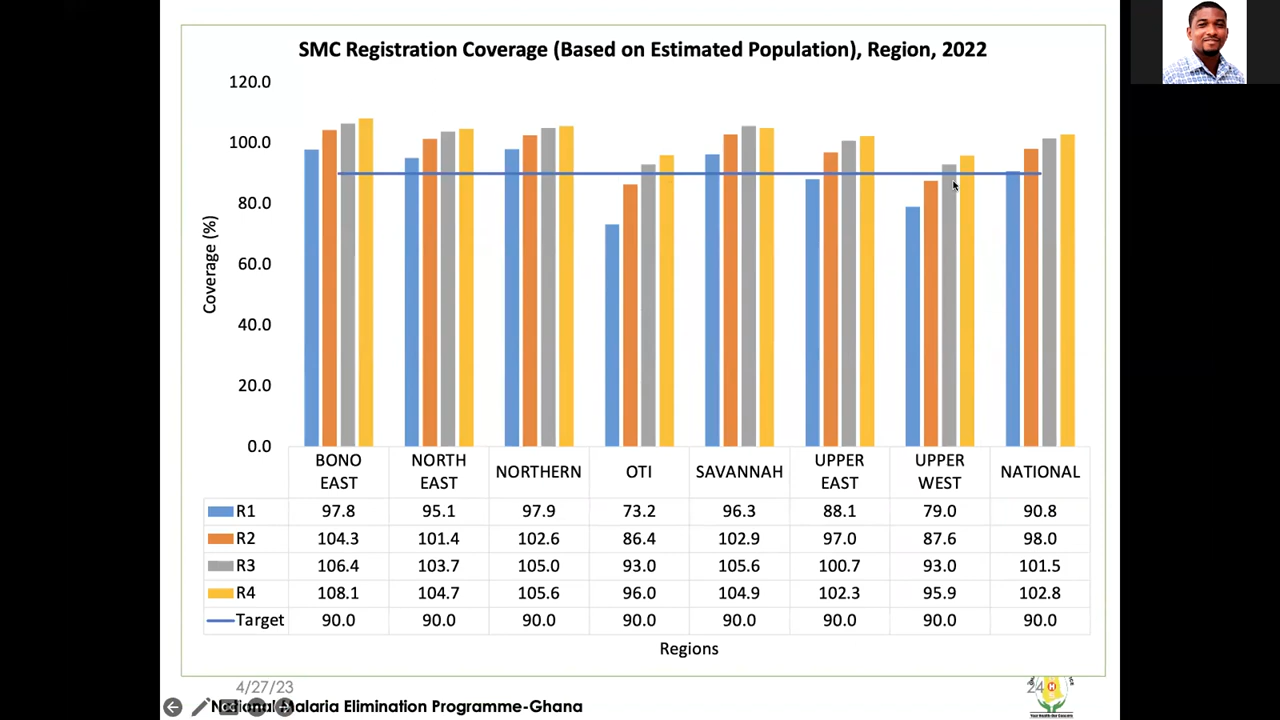 SMC Registration Coverage (Based on Estimated Population), Region, 2022
120.0
100.0
80.0
60.0
40.0
20.0
0.0
Coverage (%)
BONO EAST NORTH EAST NORTHERN OTI SAVANNAH UPPER EAST UPPER WEST NATIONAL
R1 97.8 95.1 97.9 73.2 96.3 88.1 79.0 90.8
R2 104.3 101.4 102.6 86.4 102.9 97.0 87.6 98.0
R3 106.4 103.7 105.0 93.0 105.6 100.7 93.0 101.5
R4 108.1 104.7 105.6 96.0 104.9 102.3 95.9 102.8
Target 90.0 90.0 90.0 90.0 90.0 90.0 90.0 90.0
Regions
4/27/23 24
National Malaria Elimination Programme-Ghana